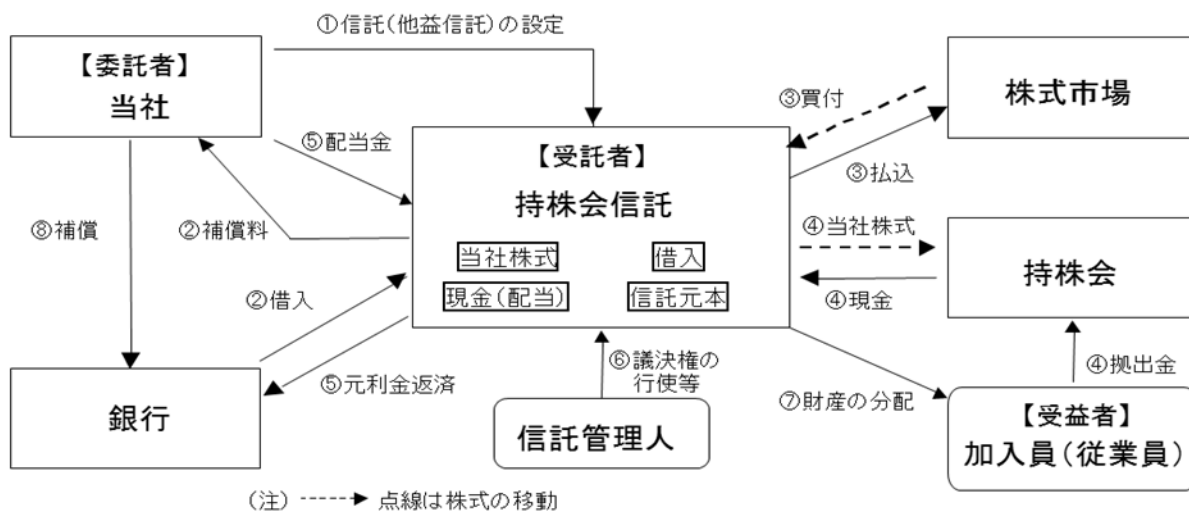 ①信託(他益信託)の設定
【委託者】
当社
株式市場
③買付
⑤配当金
【受託者】
持株会信託
③払込
⑧補償
②補償料
④当社株式
当社株式
借入
持株会
②借入
現金(配当)
信託元本
④現金
⑥議決権の
行使等
④拠出金
⑤元利金返済
⑦財産の分配
銀行
信託管理人
【受益者】
加入員(従業員)
(注) 点線は株式の移動